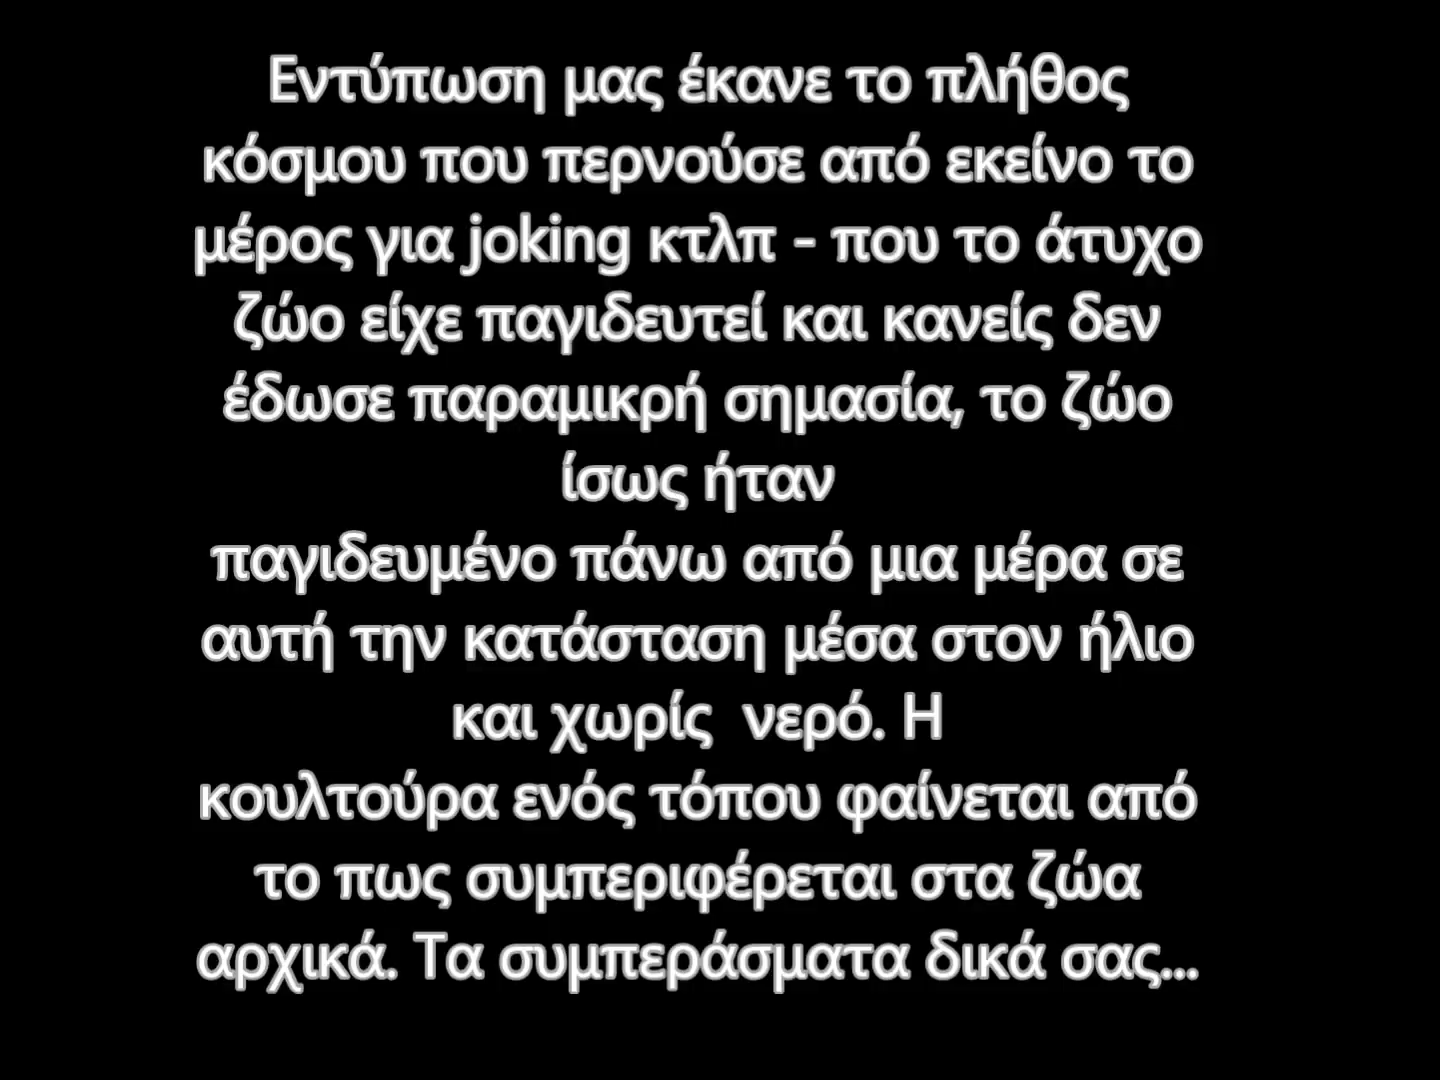 Εντύπωση μας έκανε το πλήθος
κόσμου που περνούσε από εκείνο το
μέρος για joking κτλπ - που το άτυχο
ζώο είχε παγιδευτεί και κανείς δεν
έδωσε παραμικρή σημασία, το ζώο
ίσως ήταν
παγιδευμένο πάνω από μια μέρα σε
αυτή την κατάσταση μέσα στον ήλιο
και χωρίς  νερό. Η
κουλτούρα ενός τόπου φαίνεται από
το πως συμπεριφέρεται στα ζώα
αρχικά. Τα συμπεράσματα δικά σας...